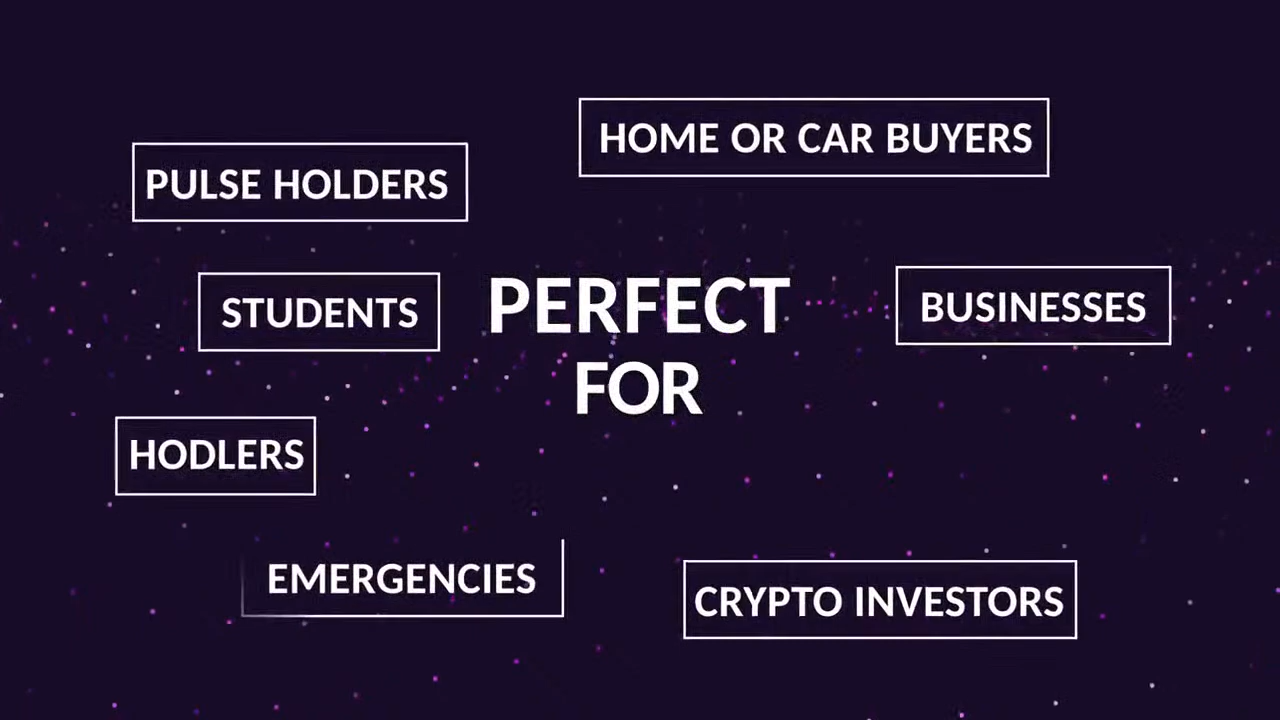 HOME OR CAR BUYERS
PULSE HOLDERS
STUDENTS
PERFECT
FOR
BUSINESSES
HODLERS
EMERGENCIES
CRYPTO INVESTORS